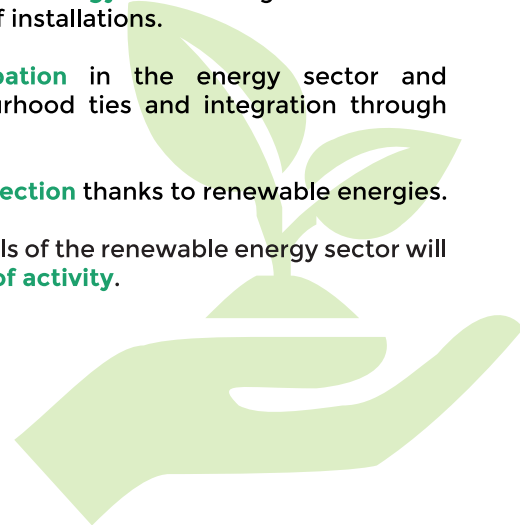 f installations.
pation in the energy sector and
urhood ties and integration through
ection thanks to renewable energies.
ls of the renewable energy sector will
of activity.